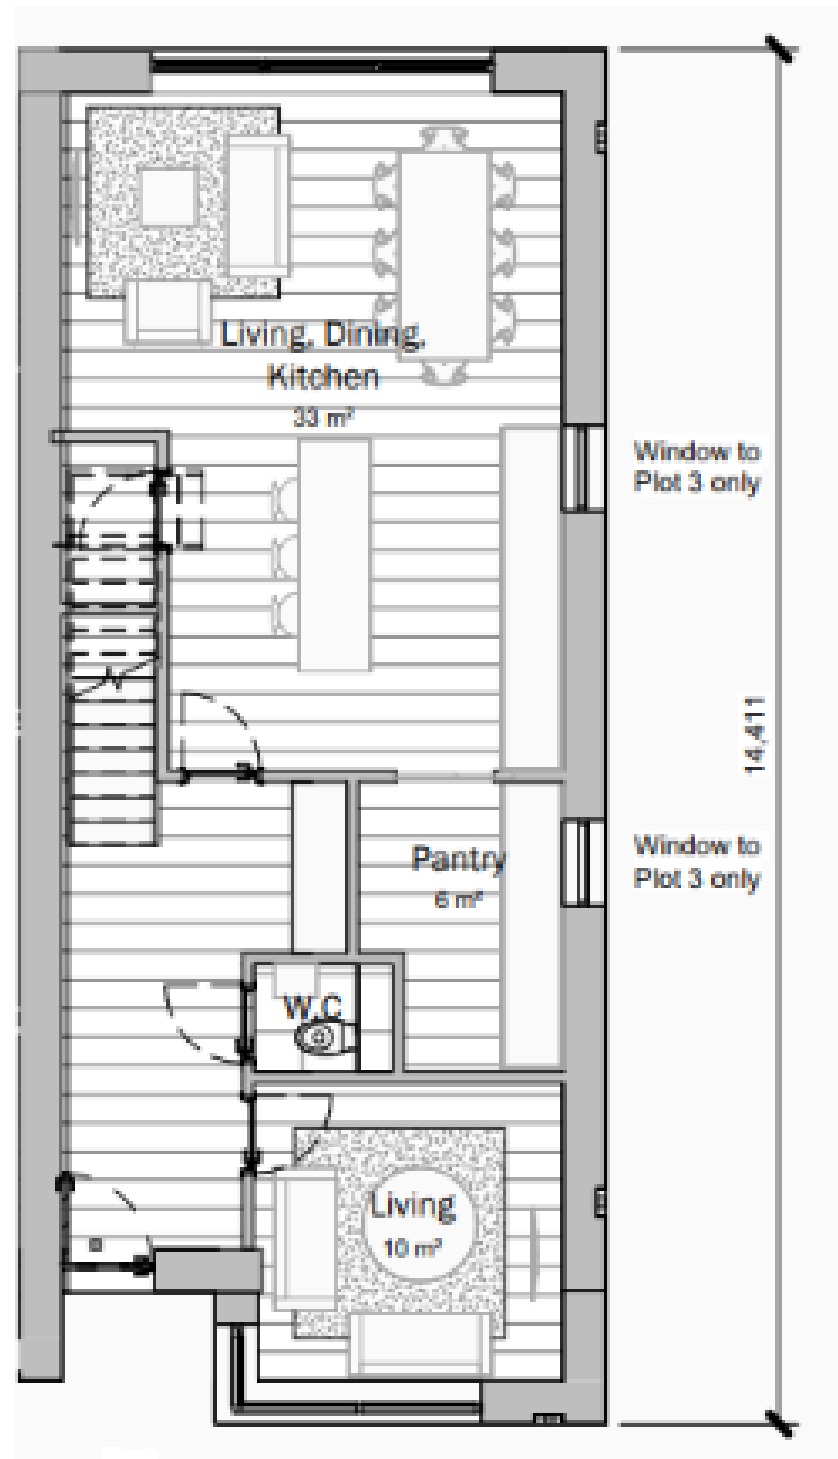 Living, Dining,
Kitchen
33 m²
Window to
Plot 3 only
14,411
Pantry
6 m²
Window to
Plot 3 only
W.C
Living
10 m²